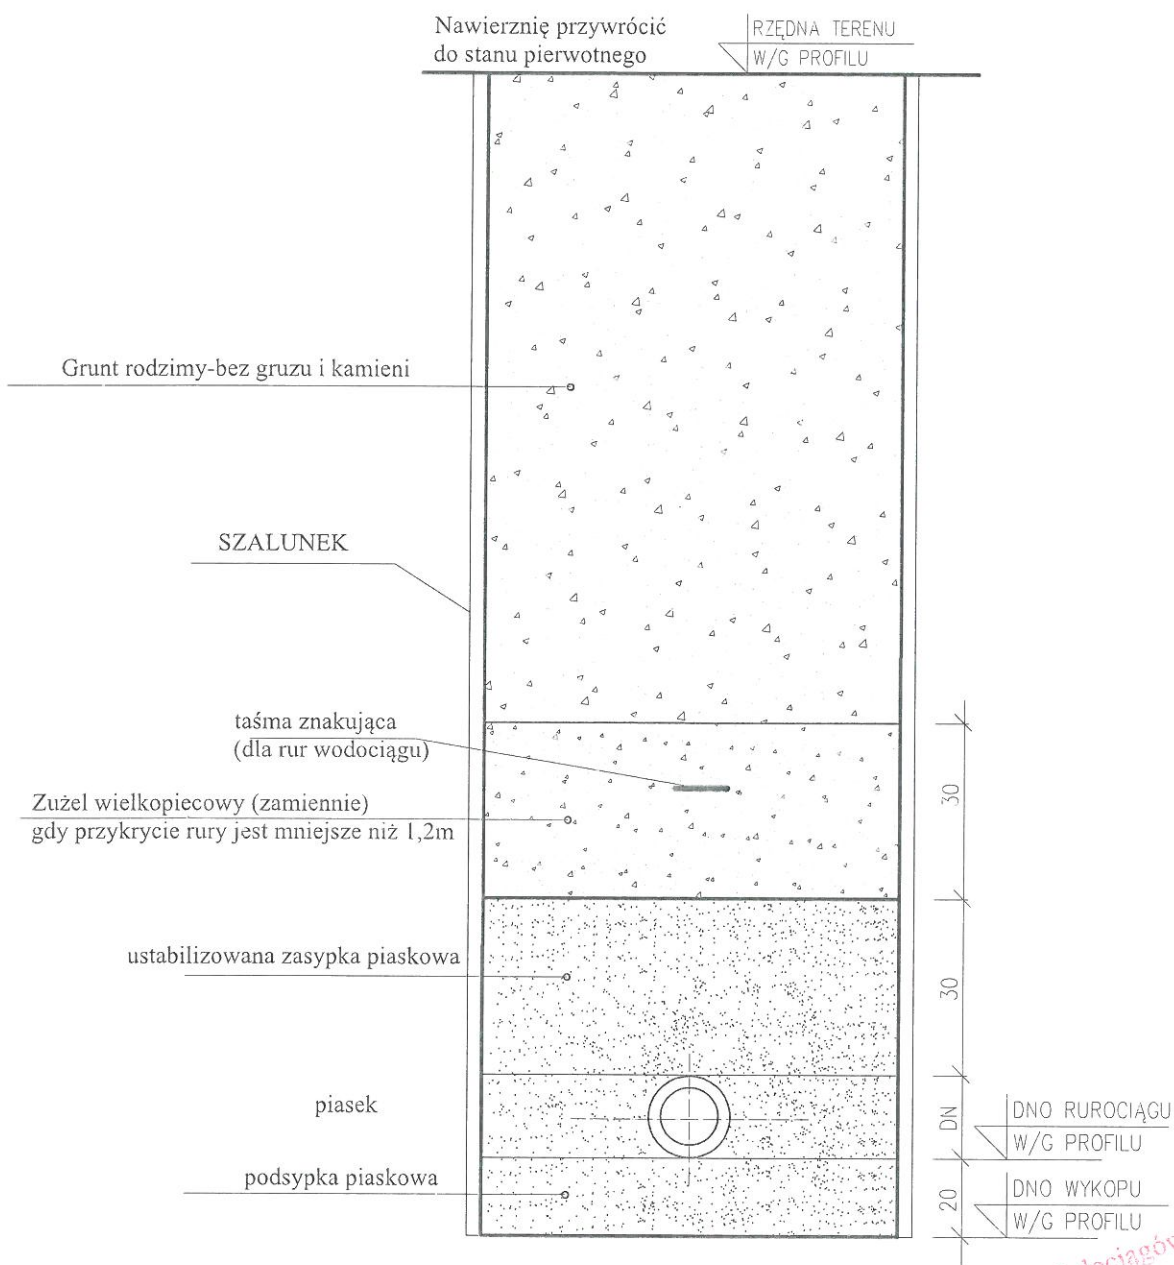 Nawierznię przywrócić
do stanu pierwotnego
RZĘDNA TERENU
W/G PROFILU
Grunt rodzimy-bez gruzu i kamieni
SZALUNEK
taśma znakująca
(dla rur wodociągu)
Zużel wielkopiecowy (zamiennie)
gdy przykrycie rury jest mniejsze niż 1,2m
30
ustabilizowana zasypka piaskowa
30
piasek
DN
DNO RUROCIĄGU
W/G PROFILU
podsypka piaskowa
20
DNO WYKOPU
W/G PROFILU